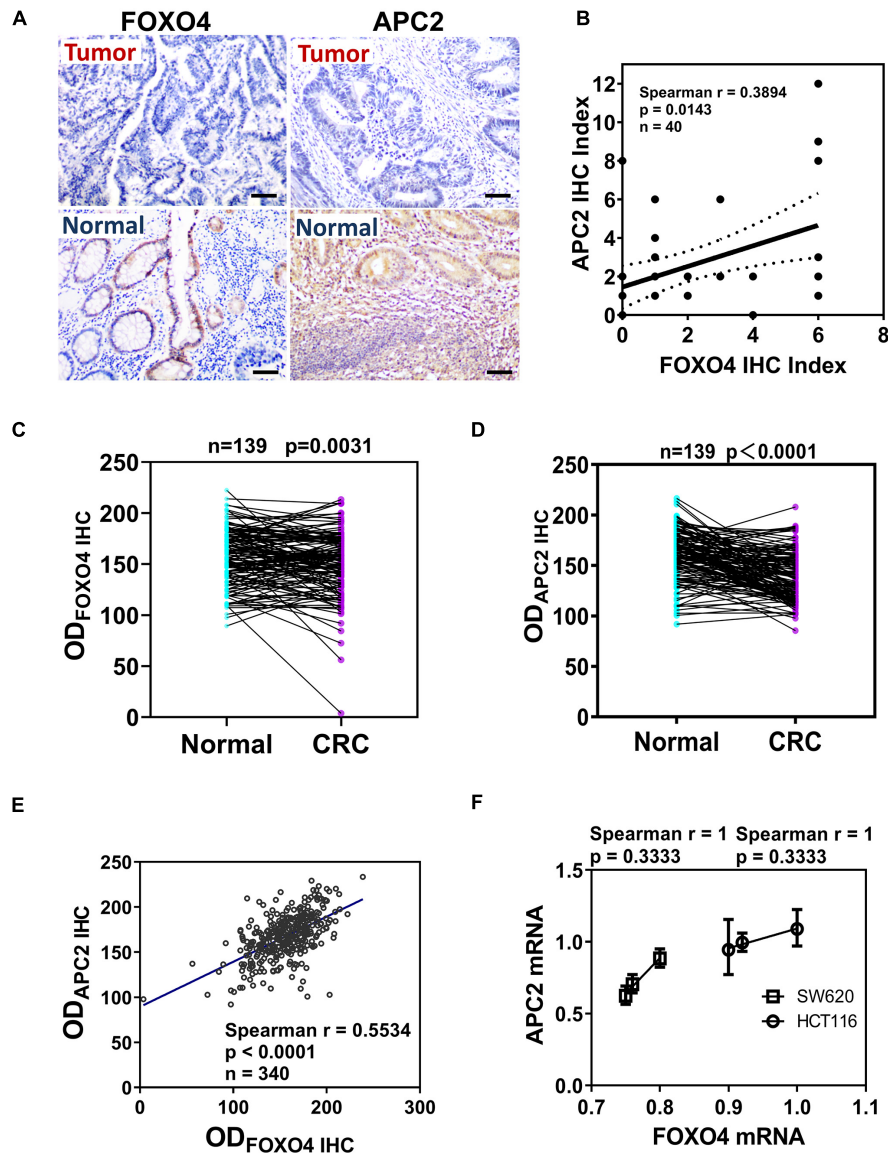 A
FOXO4
APC2
Tumor
Tumor
Normal
Normal
B
Spearman r = 0.3894
p = 0.0143
n = 40
APC2 IHC Index
12
10
8
6
4
2
0
0 2 4 6 8
FOXO4 IHC Index
C
n=139 p=0.0031
OD FOXO4 IHC
250
200
150
100
50
0
Normal CRC
D
n=139 p<0.0001
OD APC2 IHC
250
200
150
100
50
0
Normal CRC
E
OD APC2 IHC
250
200
150
100
50
0
Spearman r = 0.5534
p < 0.0001
n = 340
0 100 200 300
OD FOXO4 IHC
F
Spearman r = 1
p = 0.3333
Spearman r = 1
p = 0.3333
APC2 mRNA
1.5
1.0
0.5
0.0
SW620
HCT116
0.7 0.8 0.9 1.0 1.1
FOXO4 mRNA